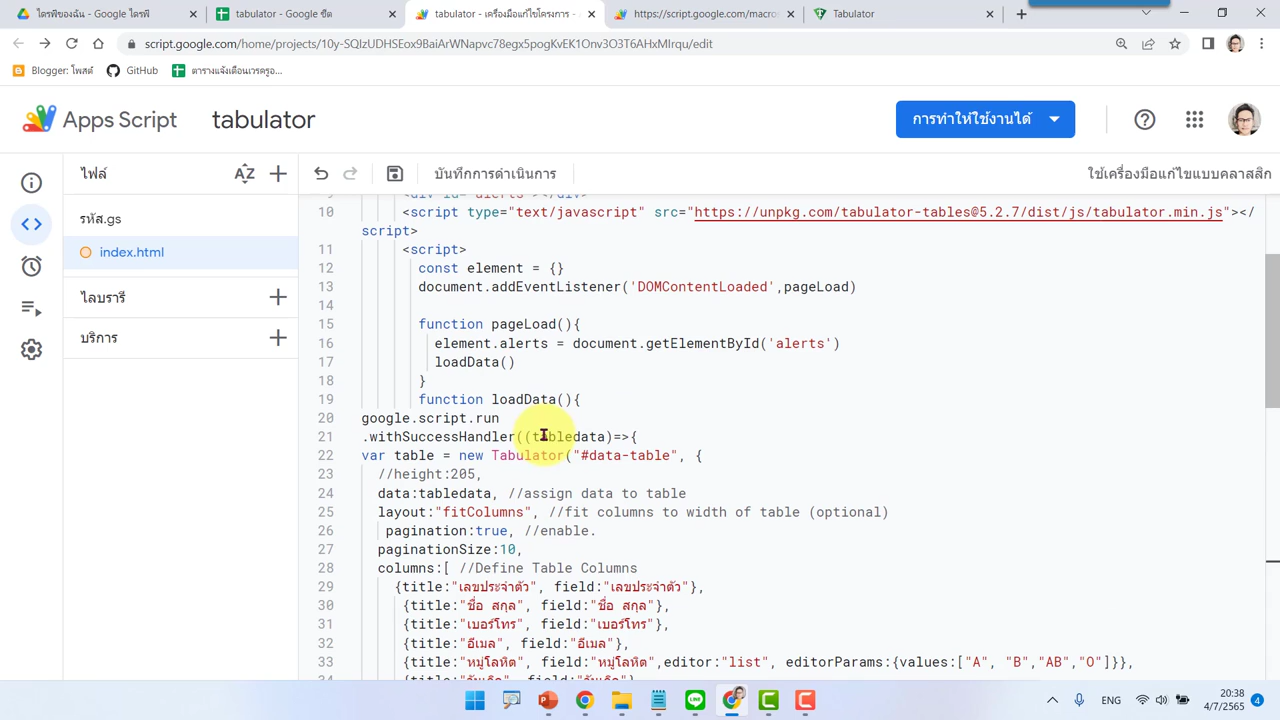 ไดรฟ์ของฉัน - Google ไดรฟ์
tabulator - Google ชีต
tabulator - เครื่องมือแก้ไขโครงการ -
https://script.google.com/macros
Tabulator
script.google.com/home/projects/10y-SQIzUDHSEox9BaiArWNapvc78egx5pogKvEK1Onv3O3T6AHxMIrqu/edit
Blogger: โพสต์
GitHub
ตารางแจ้งเตือนเวรครูอ...
Apps Script
tabulator
การทำให้ใช้งานได้
ไฟล์
บันทึกการดำเนินการ
ใช้เครื่องมือแก้ไขแบบคลาสสิก
รหัส.gs
index.html
ไลบรารี
บริการ
9 <div id="alerts"></div>
10 <script type="text/javascript" src="https://unpkg.com/tabulator-tables@5.2.7/dist/js/tabulator.min.js"></
script>
11 <script>
12 const element = {}
13 document.addEventListener('DOMContentLoaded',pageLoad)
14
15 function pageLoad(){
16 element.alerts = document.getElementById('alerts')
17 loadData()
18 }
19 function loadData(){
20 google.script.run
21 .withSuccessHandler((tabledata)=>{
22 var table = new Tabulator("#data-table", {
23 //height:205,
24 data:tabledata, //assign data to table
25 layout:"fitColumns", //fit columns to width of table (optional)
26 pagination:true, //enable.
27 paginationSize:10,
28 columns:[ //Define Table Columns
29 {title:"เลขประจำตัว", field:"เลขประจำตัว"},
30 {title:"ชื่อ สกุล", field:"ชื่อ สกุล"},
31 {title:"เบอร์โทร", field:"เบอร์โทร"},
32 {title:"อีเมล", field:"อีเมล"},
33 {title:"หมู่โลหิต", field:"หมู่โลหิต",editor:"list", editorParams:{values:["A", "B","AB","O"]}},
ENG
20:38
4/7/2565
4